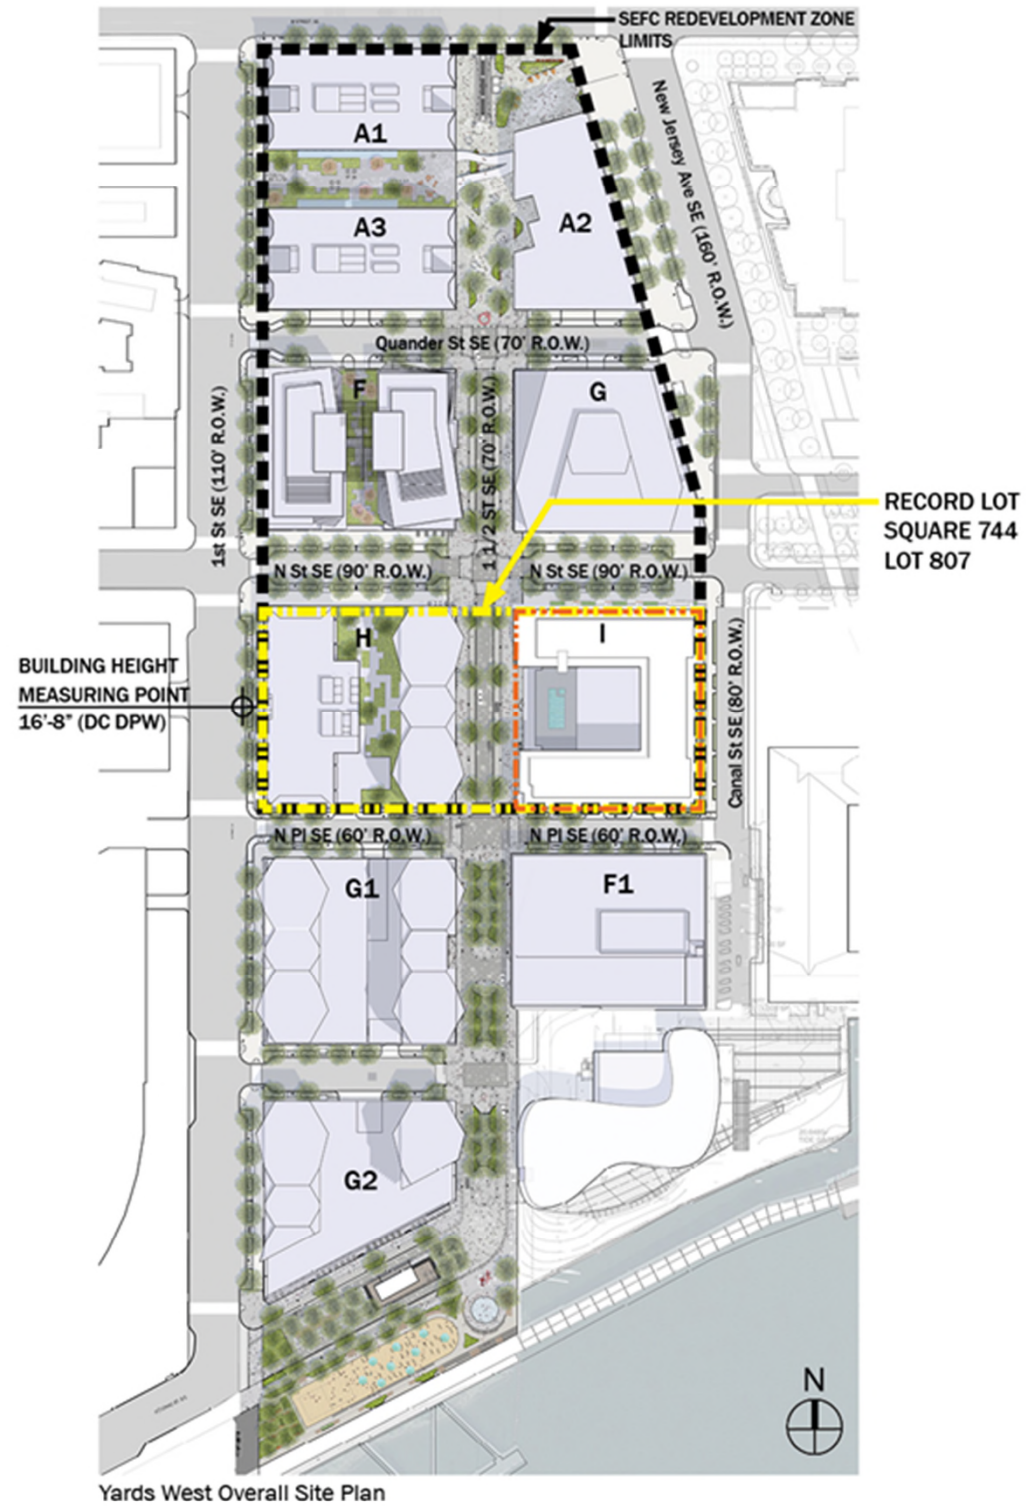 SEFC REDEVELOPMENT ZONE
LIMITS
New Jersey Ave SE (160' R.O.W.)
A1
A3
A2
Quander St SE (70' R.O.W.)
F
G
1st St SE (110' R.O.W.)
1 1/2 ST SE (70' R.O.W.)
RECORD LOT
SQUARE 744
LOT 807
N St SE (90' R.O.W.)
N St SE (90' R.O.W.)
H
I
BUILDING HEIGHT
MEASURING POINT
16'-8" (DC DPW)
Canal St SE (80' R.O.W.)
N Pl SE (60' R.O.W.)
N Pl SE (60' R.O.W.)
G1
F1
G2
N
Yards West Overall Site Plan